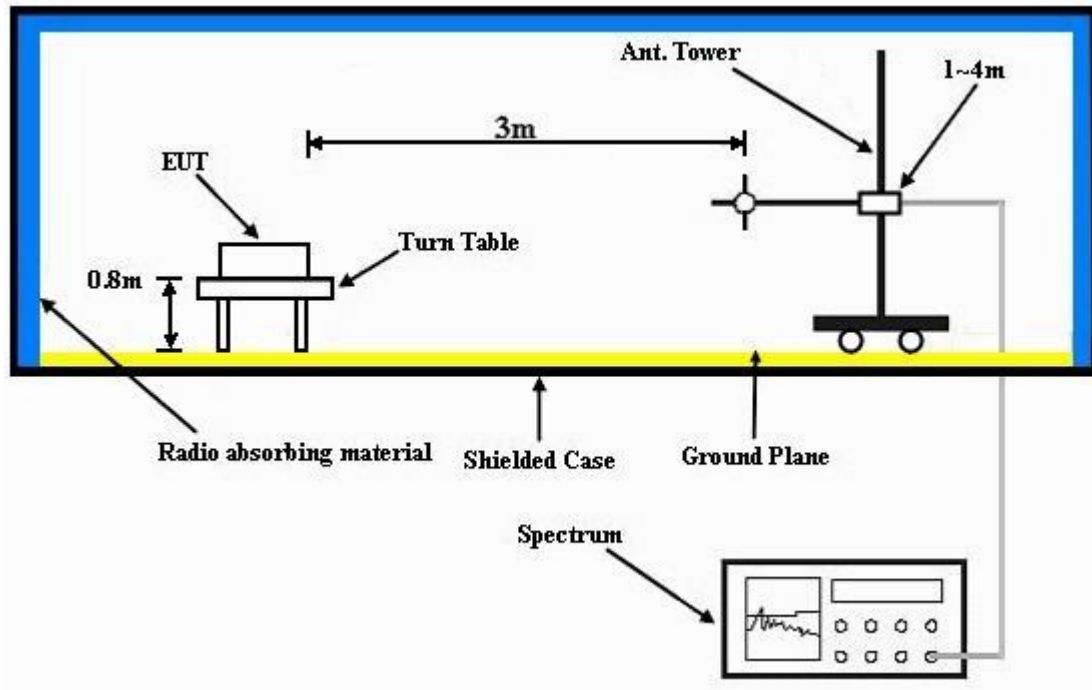 Ant. Tower
1~4m
3m
EUT
Turn Table
0.8m
Radio absorbing material
Shielded Case
Ground Plane
Spectrum